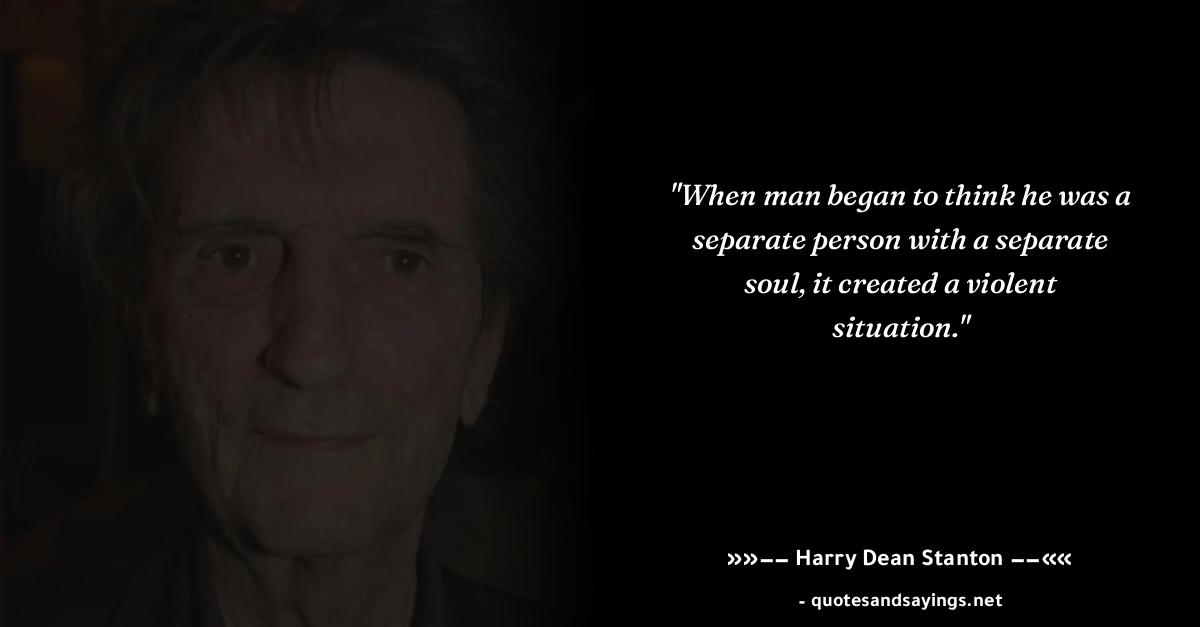 "When man began to think he was a
separate person with a separate
soul, it created a violent
situation."
»»−− Harry Dean Stanton −−««
- quotesandsayings.net